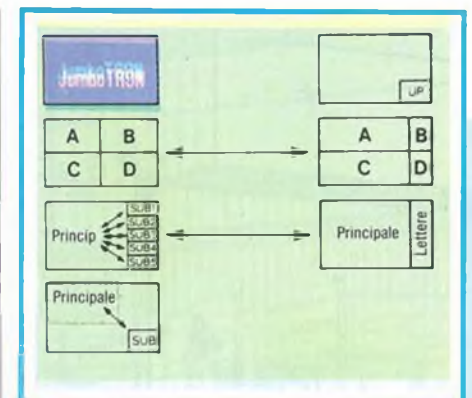 JumboTRON
UP
A B
C D
A B
C D
Princip
SUB1
SUB2
SUB3
SUB4
SUB5
Principale
Lettere
Principale
SUB